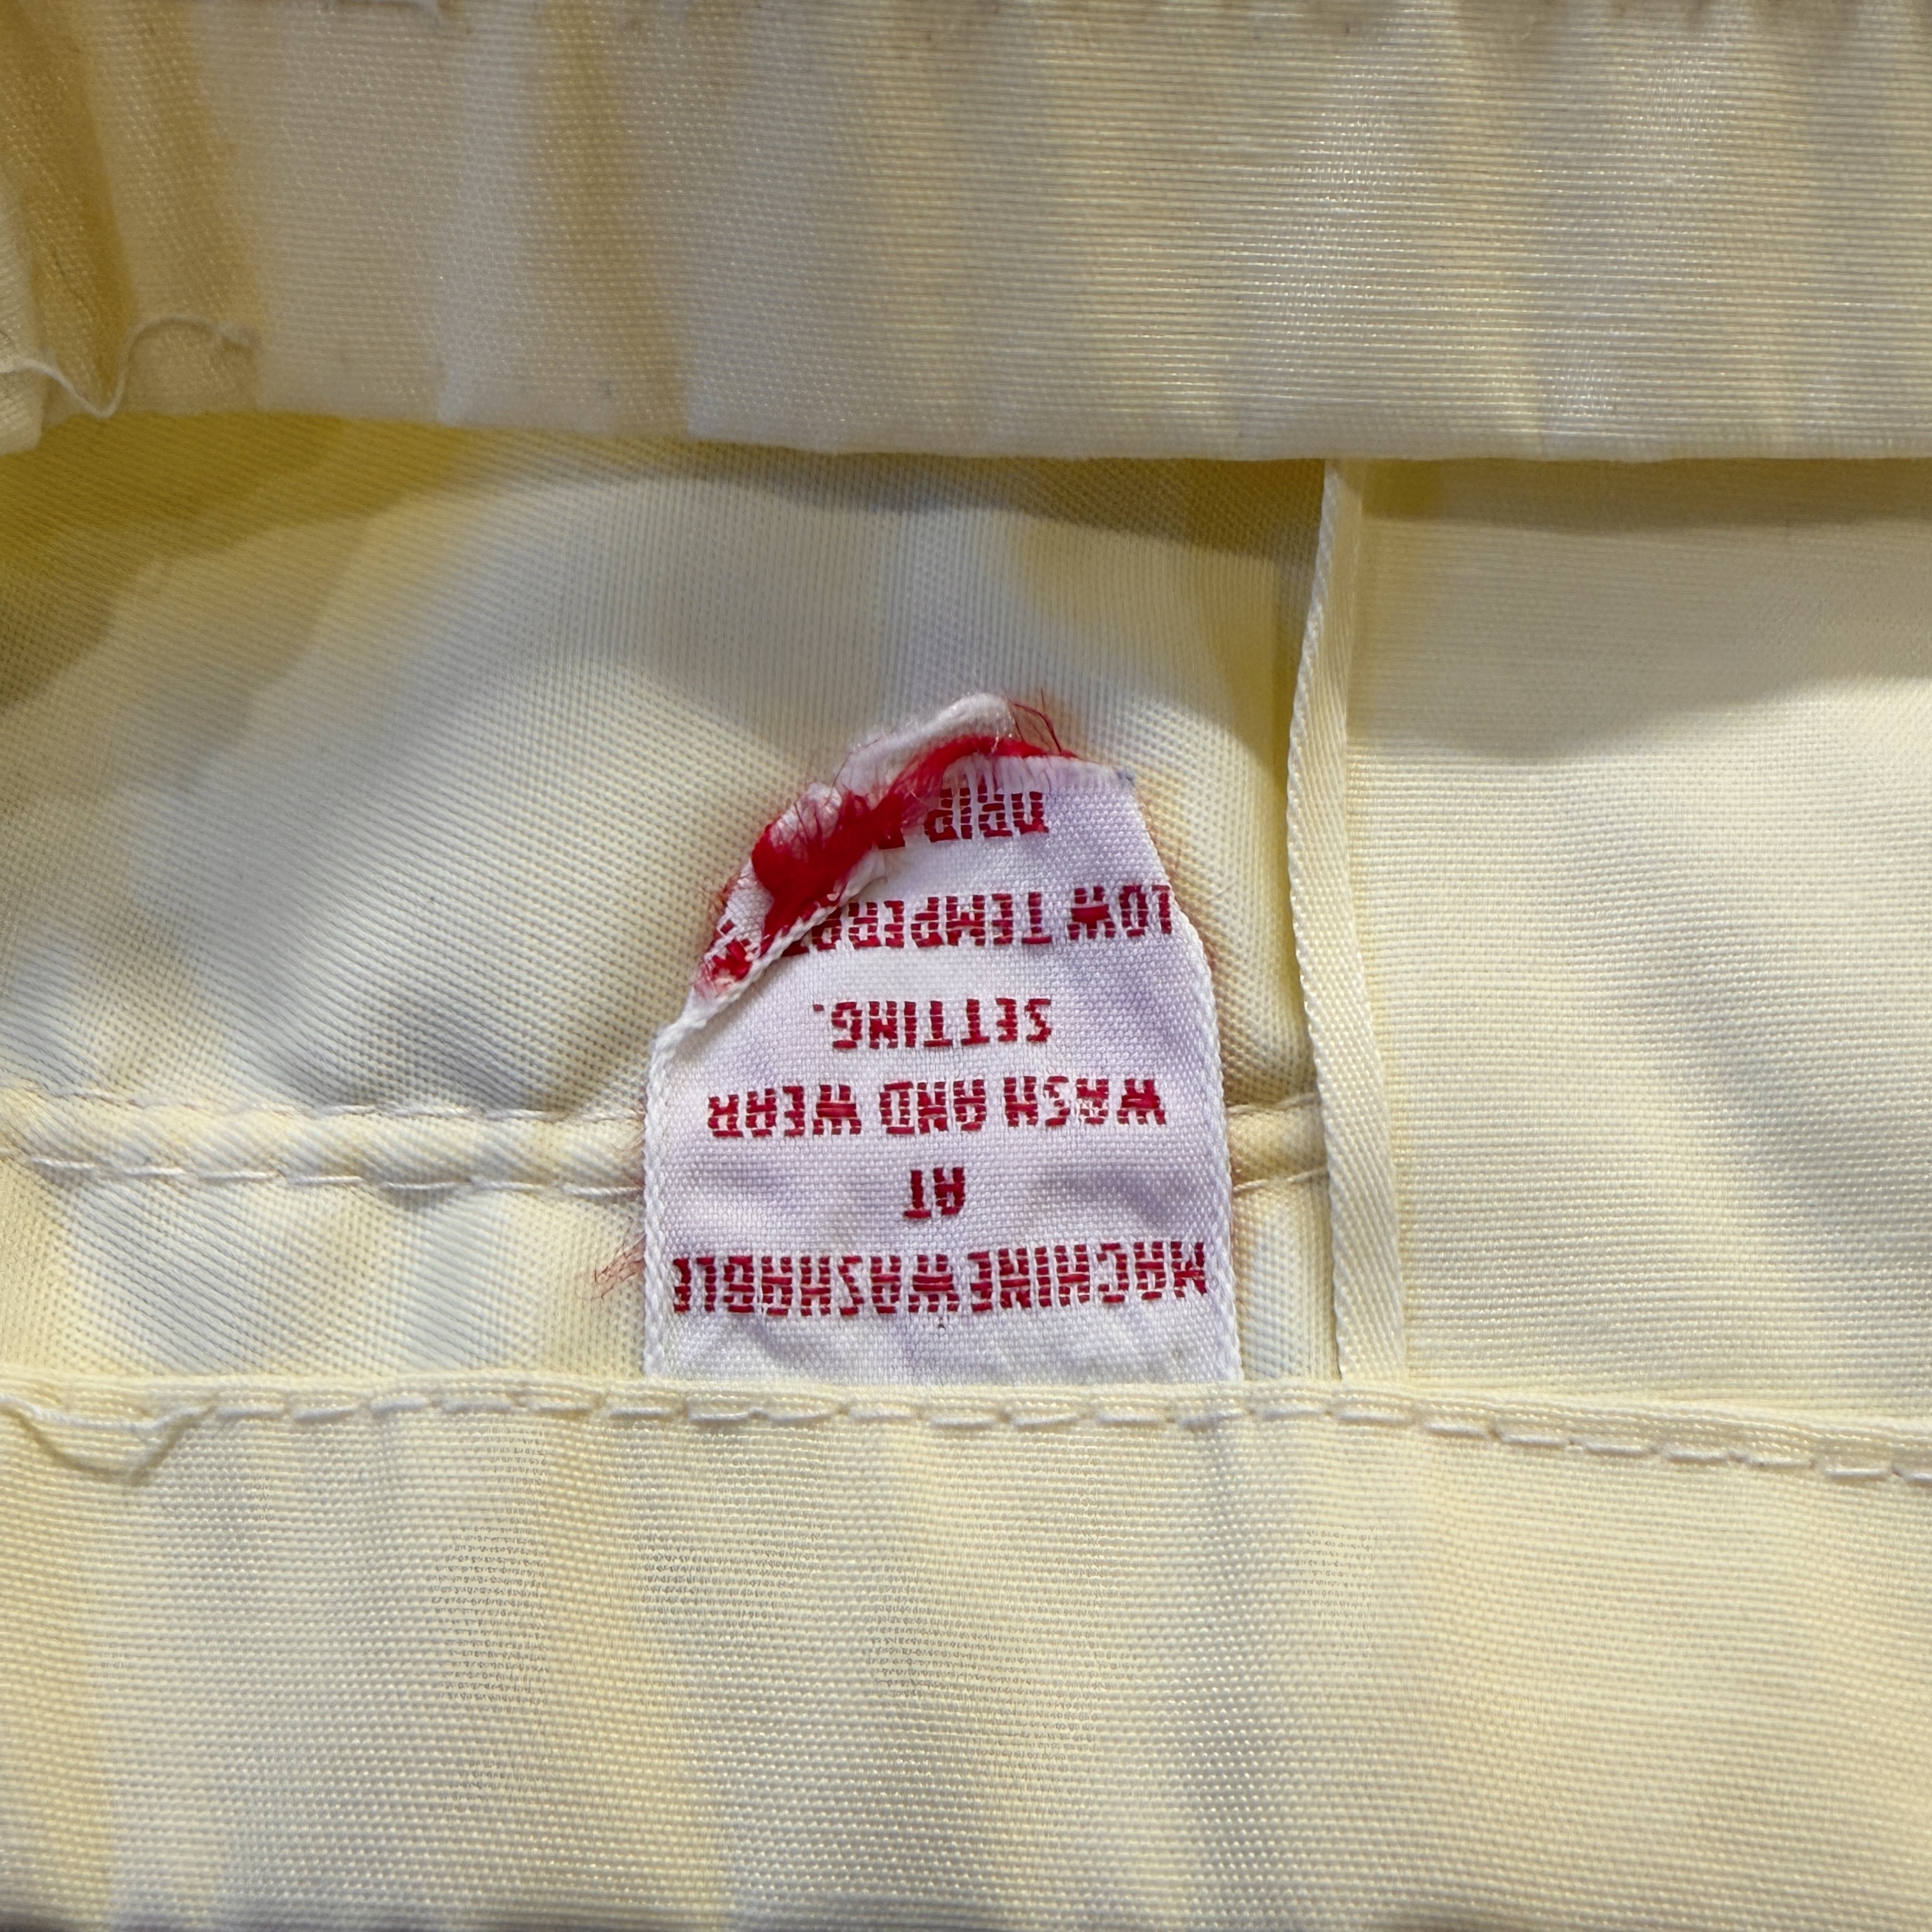 MACHINE WASHABLE
AT
WASH AND WEAR
SETTING.
LOW
DRIP